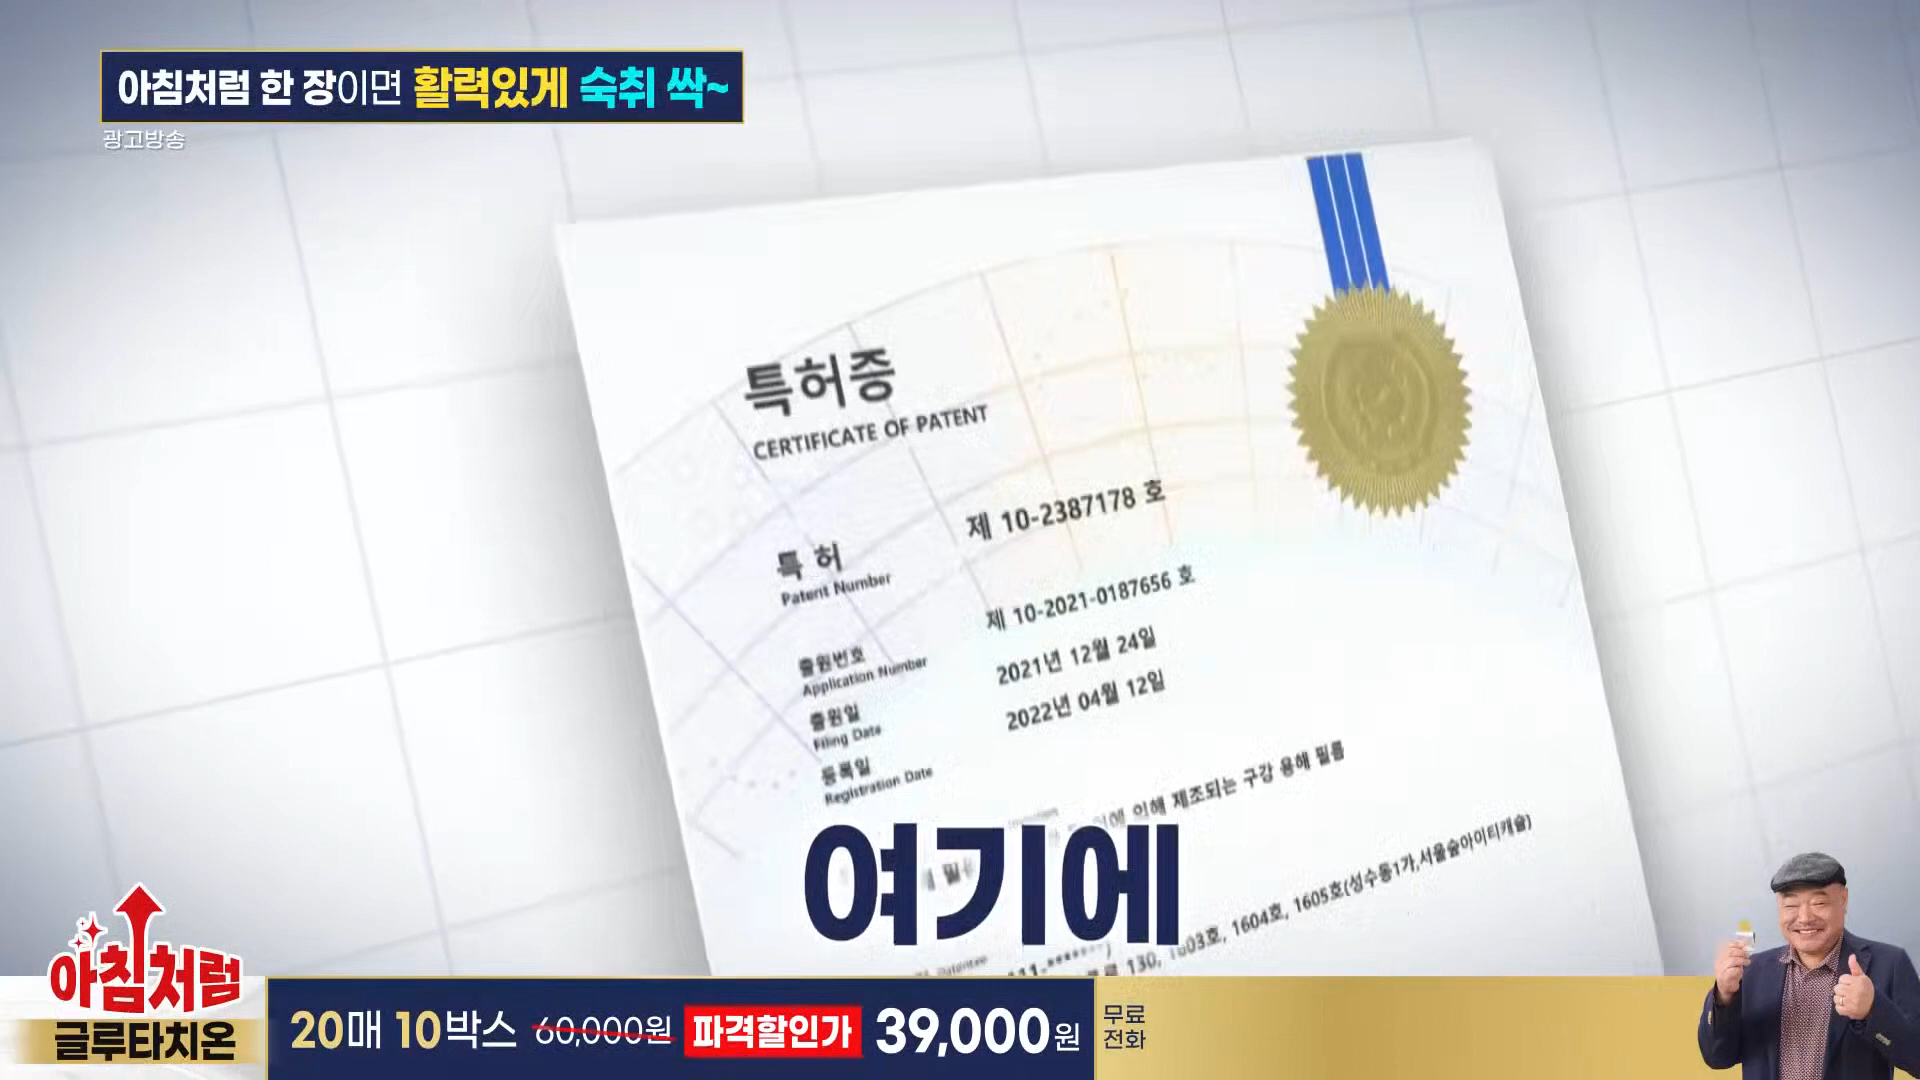 아침처럼 한 장이면 활력있게 숙취 싹~
광고방송
특허증
CERTIFICATE OF PATENT
특 허
Patent Number
제 10-2387178 호
출원번호
Application Number
제 10-2021-0187656 호
출원일
Filing Date
2021년 12월 24일
등록일
Registration Date
2022년 04월 12일
의해 제조되는 구강 용해 필름
여기에
130, 1603호, 1604호, 1605호(성수동1가,서울숲아이티캐슬)
아침처럼
글루타치온
20매 10박스 60,000원 파격할인가 39,000원
무료
전화